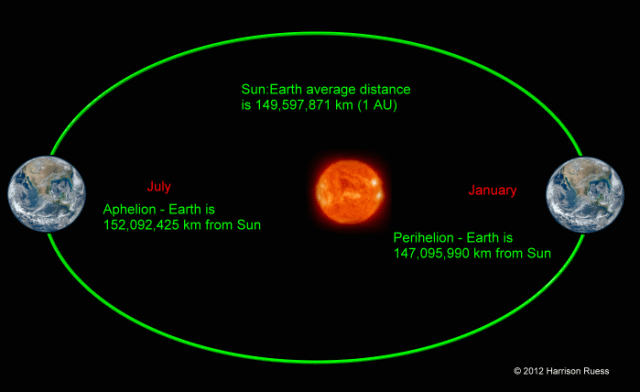 Sun:Earth average distance
is 149,597,871 km (1 AU)
July
January
Aphelion - Earth is
152,092,425 km from Sun
Perihelion - Earth is
147,095,990 km from Sun
© 2012 Harrison Ruess